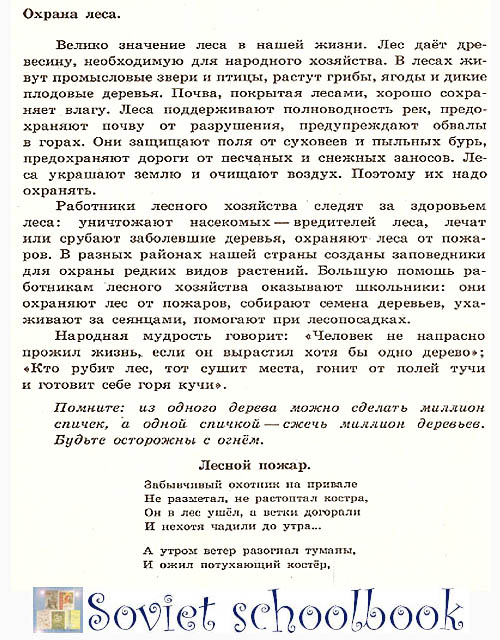 Охрана леса.
Велико значение леса в нашей жизни. Лес даёт дре-
весину, необходимую для народного хозяйства. В лесах жи-
вут промысловые звери и птицы, растут грибы, ягоды и дикие
плодовые деревья. Почва, покрытая лесами, хорошо сохра-
няет влагу. Леса поддерживают полноводность рек, предо-
храняют почву от разрушения, предупреждают обвалы
в горах. Они защищают поля от суховеев и пыльных бурь,
предохраняют дороги от песчаных и снежных заносов. Ле-
са украшают землю и очищают воздух. Поэтому их надо
охранять.
Работники лесного хозяйства следят за здоровьем
леса: уничтожают насекомых — вредителей леса, лечат
или срубают заболевшие деревья, охраняют леса от пожа-
ров. В разных районах нашей страны созданы заповедники
для охраны редких видов растений. Большую помощь ра-
ботникам лесного хозяйства оказывают школьники: они
охраняют лес от пожаров, собирают семена деревьев, уха-
живают за сеянцами, помогают при лесопосадках.
Народная мудрость говорит: «Человек не напрасно
прожил жизнь, если он вырастил хотя бы одно дерево»;
«Кто рубит лес, тот сушит места, гонит от полей тучи
и готовит себе горя кучи».
Помните: из одного дерева можно сделать миллион
спичек, а одной спичкой — сжечь миллион деревьев.
Будьте осторожны с огнём.
Лесной пожар.
Забывчивый охотник на привале
Не разметал, не растоптал костра,
Он в лес ушёл, а ветки догорали
И нехотя чадили до утра...
А утром ветер разогнал туманы,
И ожил потухающий костёр,
Soviet schoolbook